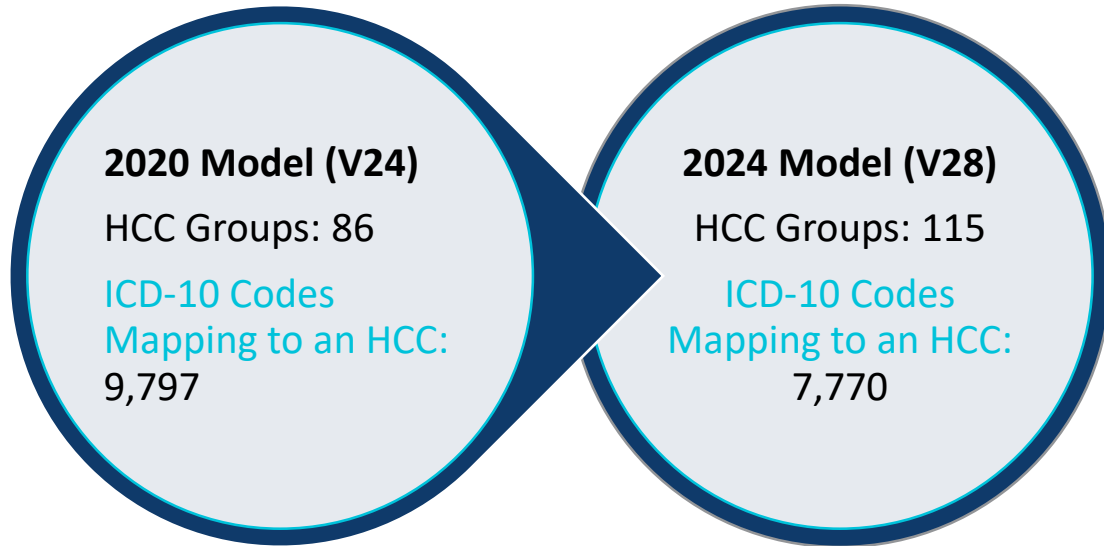 2020 Model (V24)
HCC Groups: 86
ICD-10 Codes
Mapping to an HCC:
9,797
2024 Model (V28)
HCC Groups: 115
ICD-10 Codes
Mapping to an HCC:
7,770